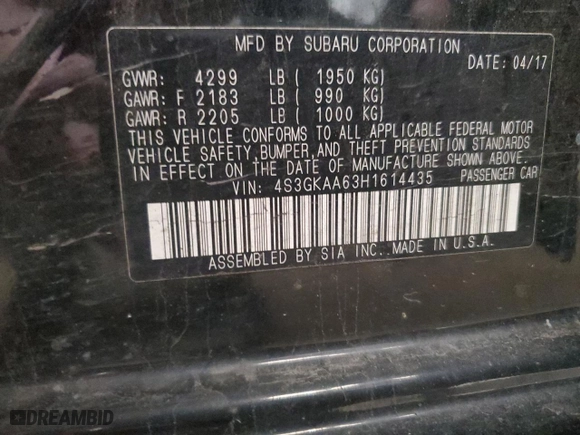 MFD BY SUBARU CORPORATION
DATE: 04/17
GVWR: 4299 LB ( 1950 KG)
GAWR: F 2183 LB ( 990 KG)
GAWR: R 2205 LB ( 1000 KG)
THIS VEHICLE CONFORMS TO ALL APPLICABLE FEDERAL MOTOR
VEHICLE SAFETY,BUMPER,AND THEFT PREVENTION STANDARDS
IN EFFECT ON THE DATE OF MANUFACTURE SHOWN ABOVE.
VIN: 4S3GKAA63H1614435 PASSENGER CAR
ASSEMBLED BY SIA INC. MADE IN U.S.A.
DREAMBID